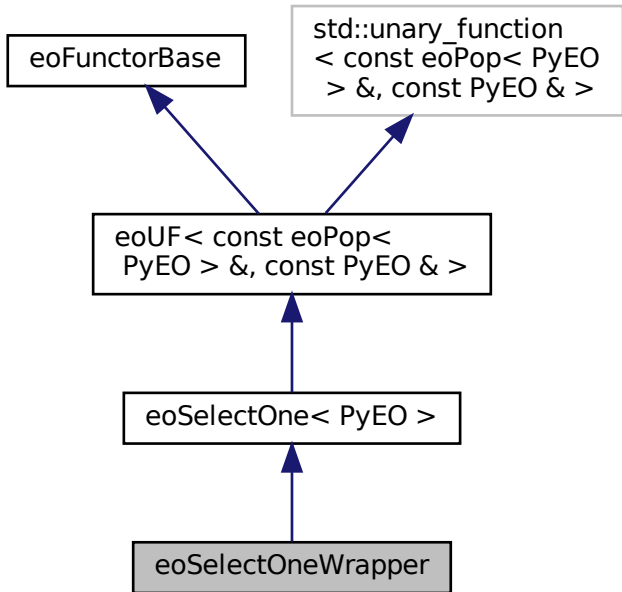 std::unary_function
< const eoPop< PyEO
> &, const PyEO & >
eoFunctorBase
eoUF< const eoPop<
PyEO > &, const PyEO & >
eoSelectOne< PyEO >
eoSelectOneWrapper